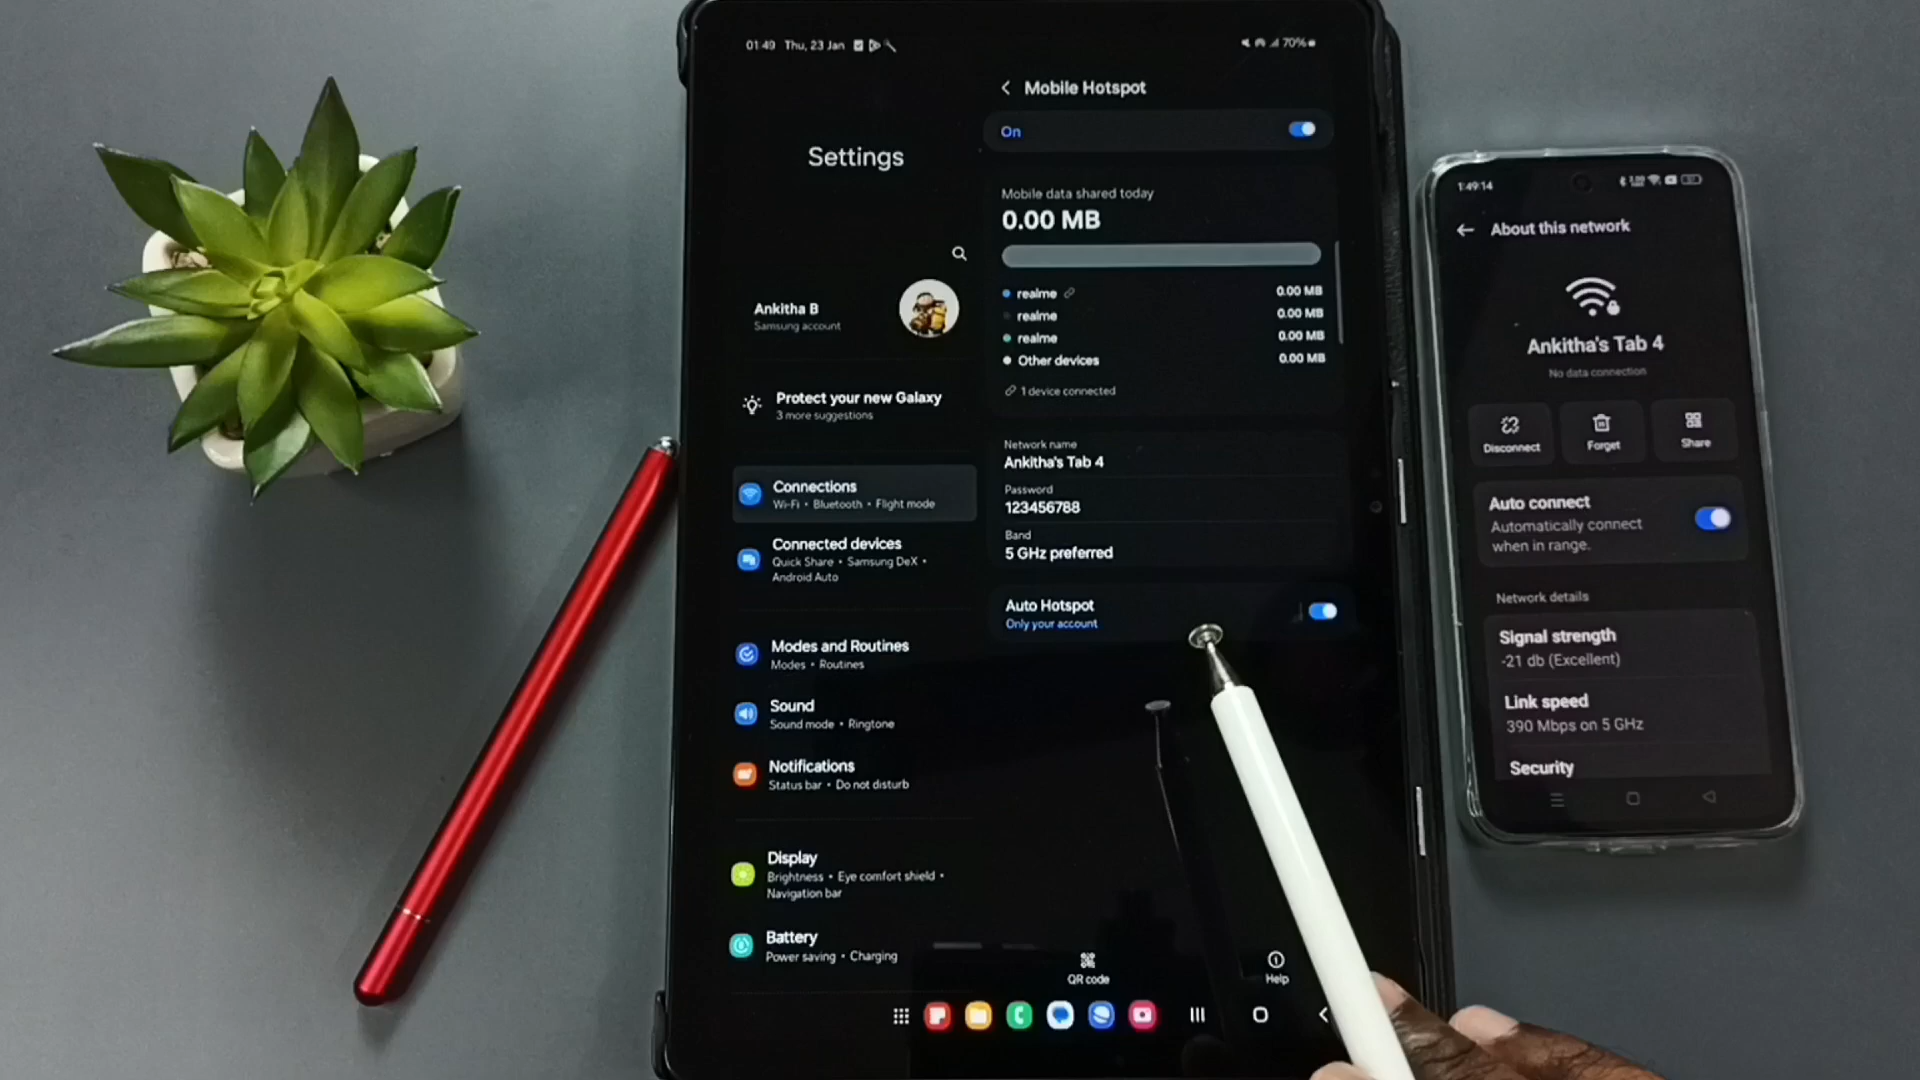 01:49 Thu, 23 Jan
70%
Settings
Ankitha B
Samsung account
Protect your new Galaxy
3 more suggestions
Connections
Wi-Fi • Bluetooth • Flight mode
Connected devices
Quick Share • Samsung DeX •
Android Auto
Modes and Routines
Modes • Routines
Sound
Sound mode • Ringtone
Notifications
Status bar • Do not disturb
Display
Brightness • Eye comfort shield •
Navigation bar
Battery
Power saving • Charging
Mobile Hotspot
On
Mobile data shared today
0.00 MB
realme 0.00 MB
realme 0.00 MB
realme 0.00 MB
Other devices 0.00 MB
1 device connected
Network name
Ankitha's Tab 4
Password
123456788
Band
5 GHz preferred
Auto Hotspot
Only your account
QR code
Help
1:49:14
About this network
Ankitha's Tab 4
No data connection
Disconnect
Forget
Share
Auto connect
Automatically connect
when in range.
Network details
Signal strength
-21 db (Excellent)
Link speed
390 Mbps on 5 GHz
Security